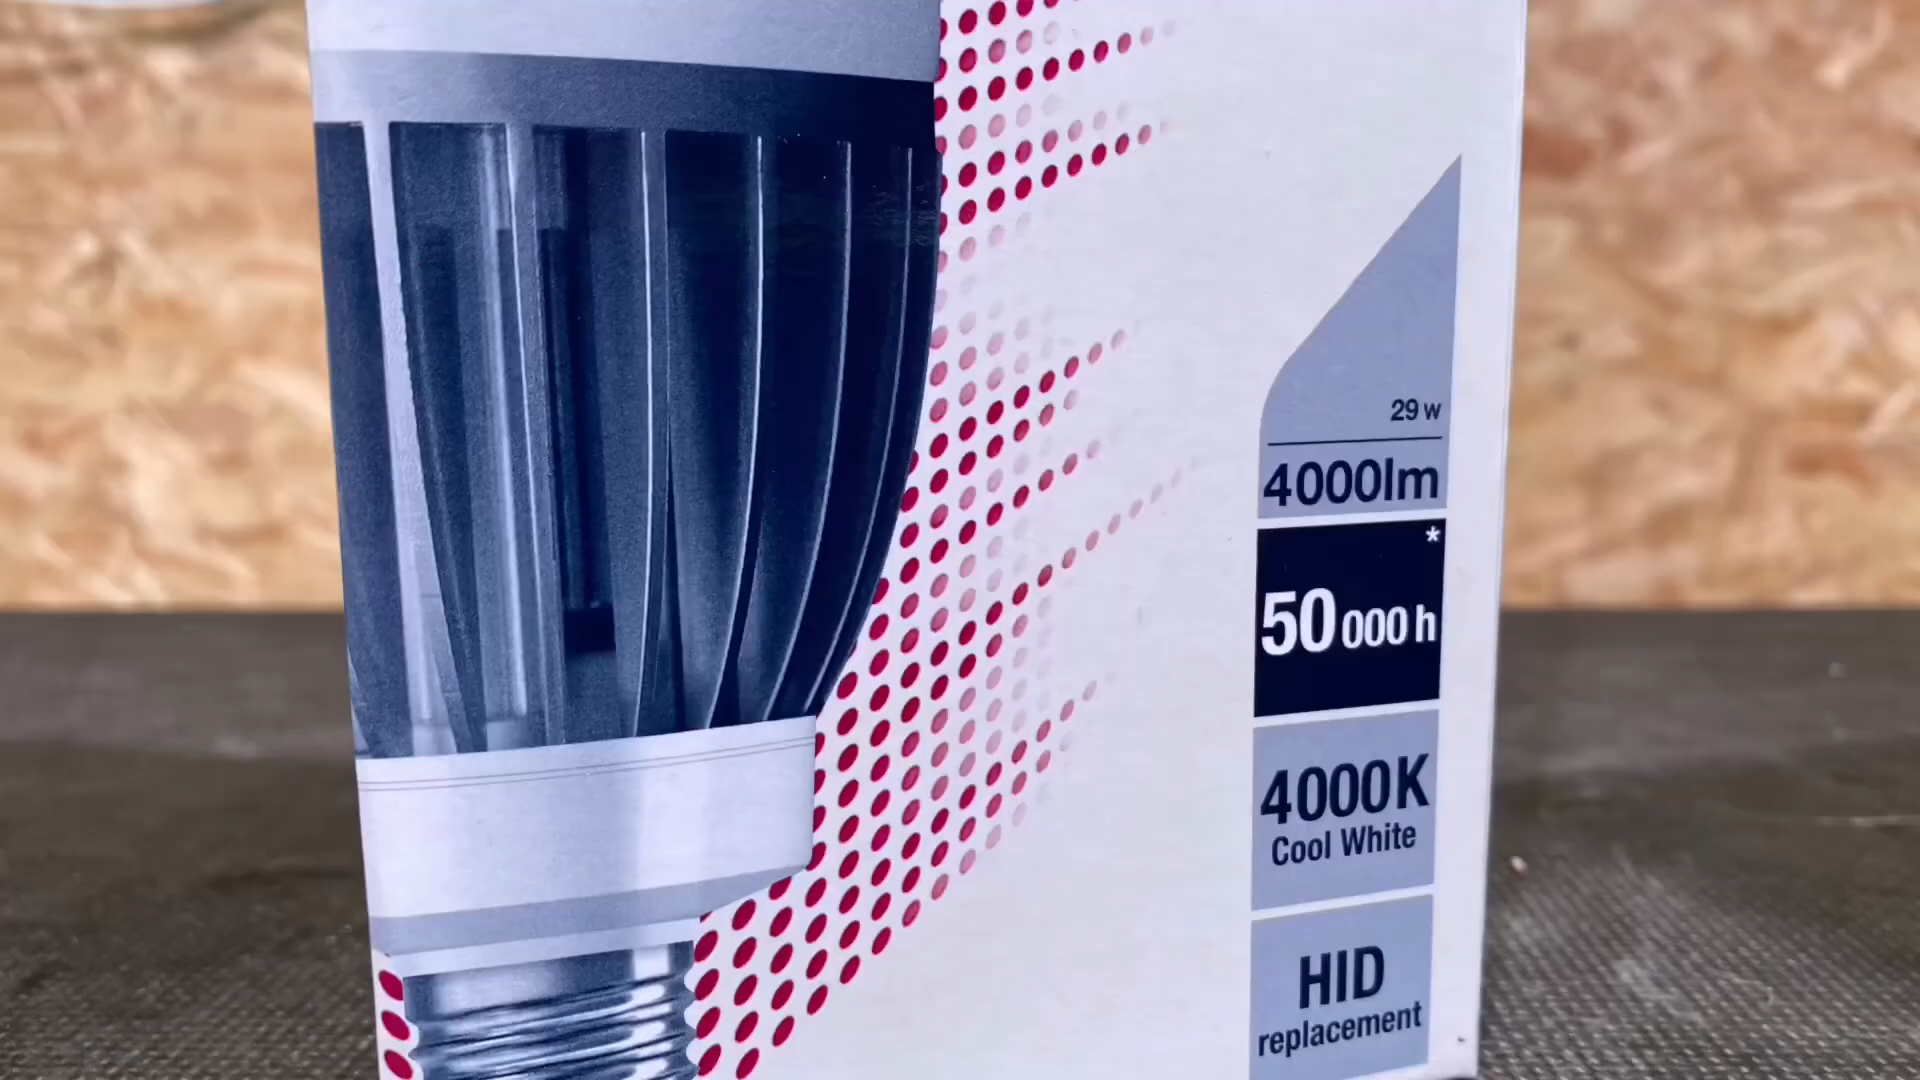 29 W
4000lm
*
50 000 h
4000K
Cool White
HID
replacement